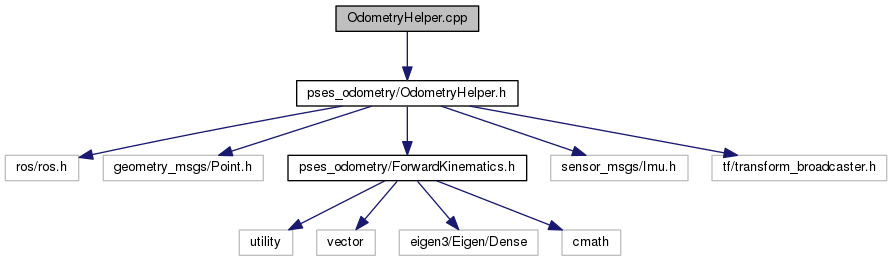 OdometryHelper.cpp
pses_odometry/OdometryHelper.h
ros/ros.h
geometry_msgs/Point.h
pses_odometry/ForwardKinematics.h
sensor_msgs/Imu.h
tf/transform_broadcaster.h
utility
vector
eigen3/Eigen/Dense
cmath